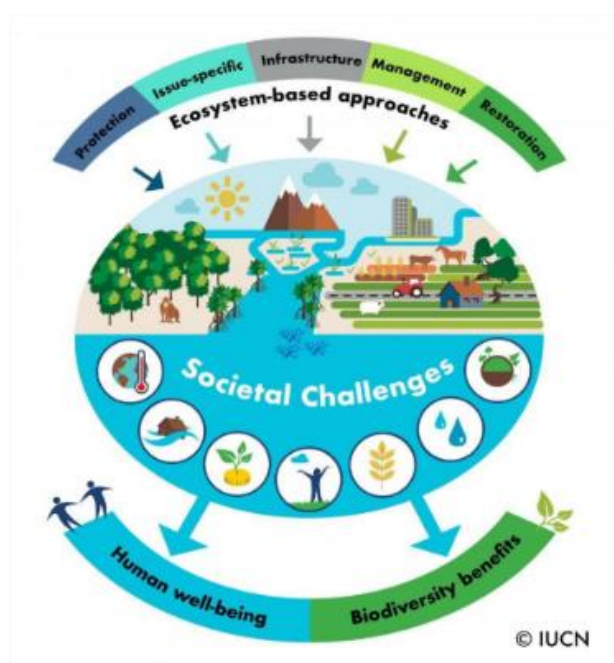 Protection
Issue-specific
Infrastructure
Management
Restoration
Ecosystem-based approaches
Societal Challenges
Human well-being
Biodiversity benefits
© IUCN